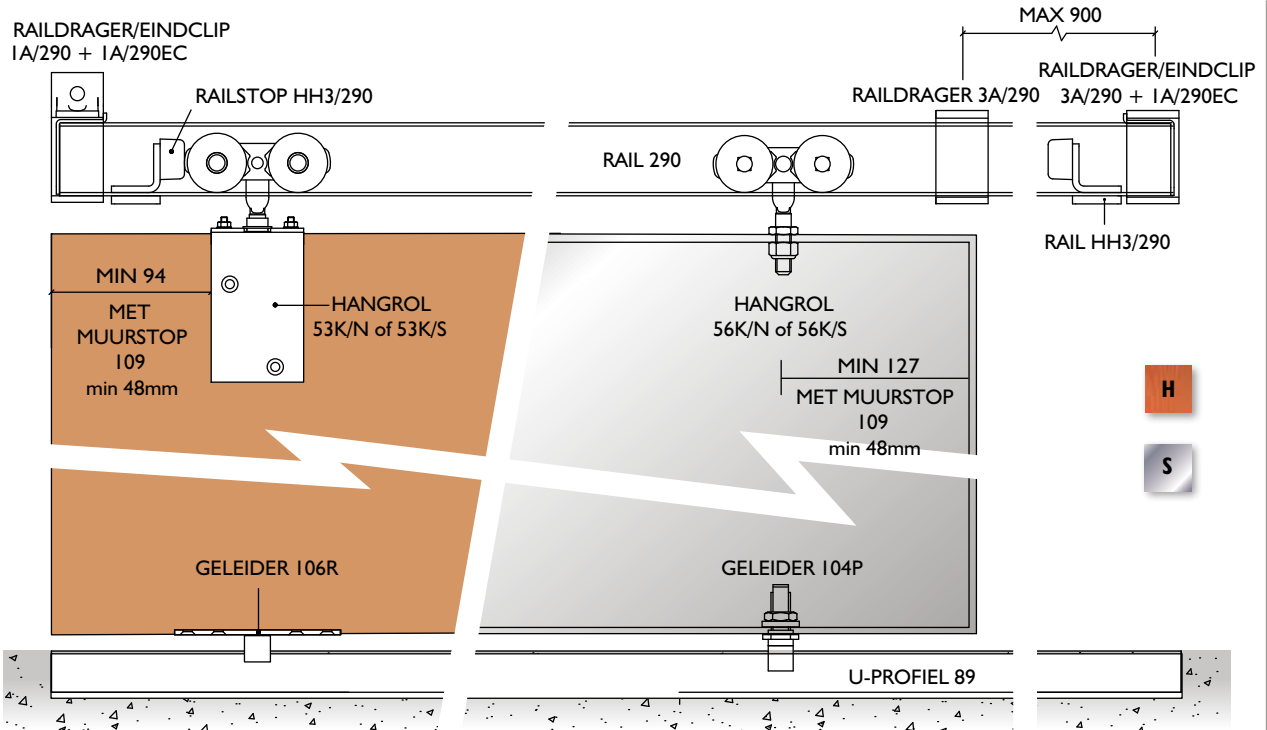 RAILDRAGER/EINDCLIP
1A/290 + 1A/290EC
RAILSTOP HH3/290
RAIL 290
MAX 900
RAILDRAGER 3A/290
RAILDRAGER/EINDCLIP
3A/290 + 1A/290EC
RAIL HH3/290
MIN 94
MET
MUURSTOP
109
min 48mm
HANGROL
53K/N of 53K/S
HANGROL
56K/N of 56K/S
MIN 127
MET MUURSTOP
109
min 48mm
H
S
GELEIDER 106R
GELEIDER 104P
U-PROFIEL 89